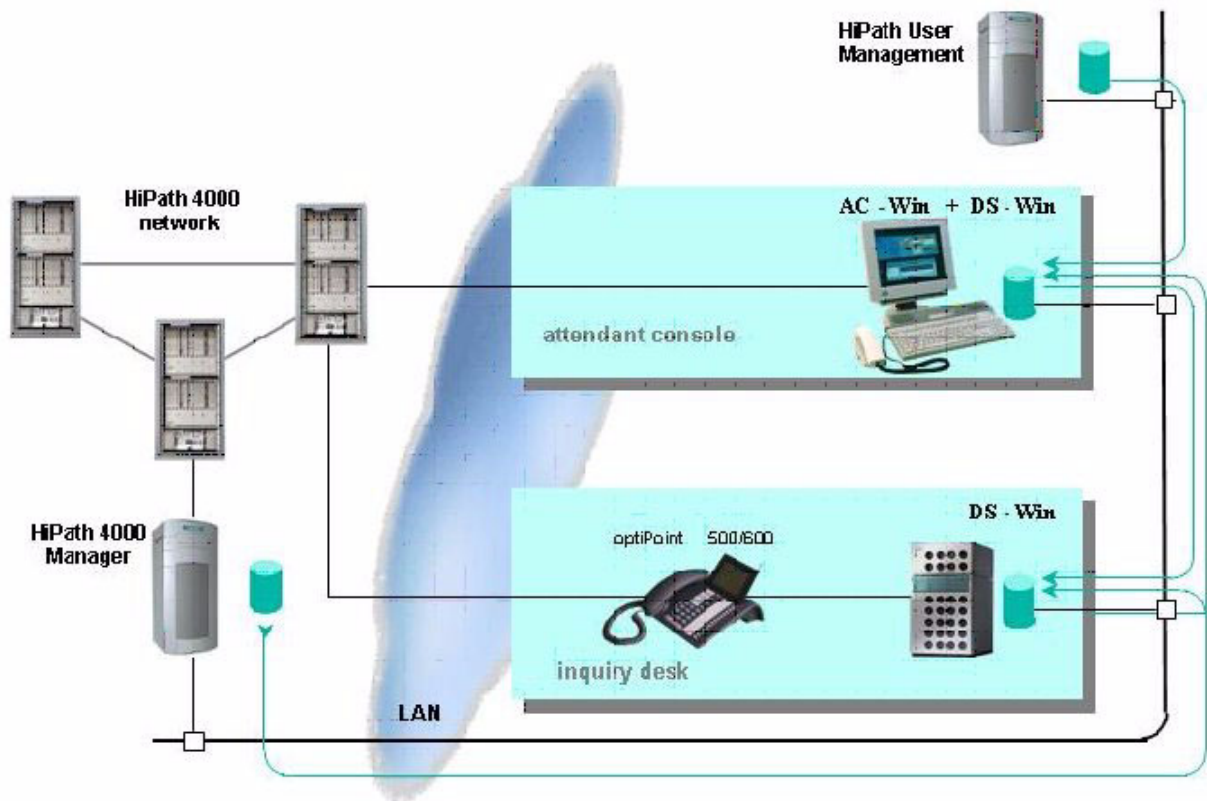 HiPath User
Management
HiPath 4000
network
AC - Win + DS - Win
attendant console
HiPath 4000
Manager
DS - Win
optiPoint 500/600
inquiry desk
LAN